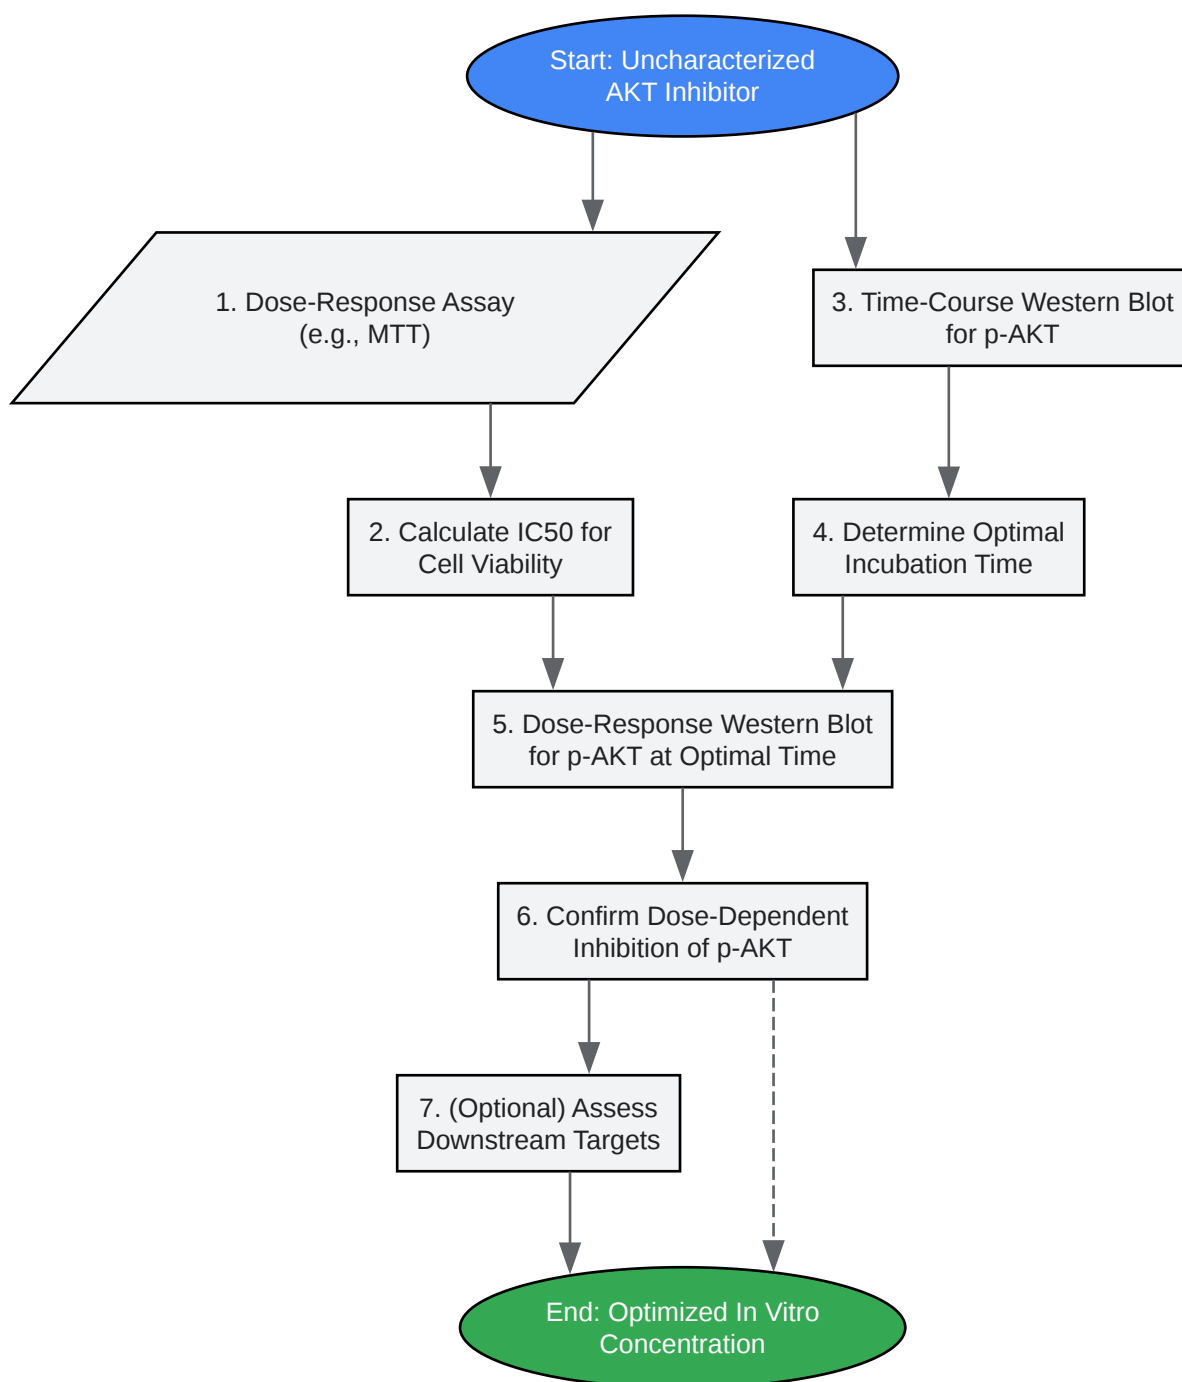 Start: Uncharacterized
AKT Inhibitor
1. Dose-Response Assay
(e.g., MTT)
3. Time-Course Western Blot
for p-AKT
2. Calculate IC50 for
Cell Viability
4. Determine Optimal
Incubation Time
5. Dose-Response Western Blot
for p-AKT at Optimal Time
6. Confirm Dose-Dependent
Inhibition of p-AKT
7. (Optional) Assess
Downstream Targets
End: Optimized In Vitro
Concentration